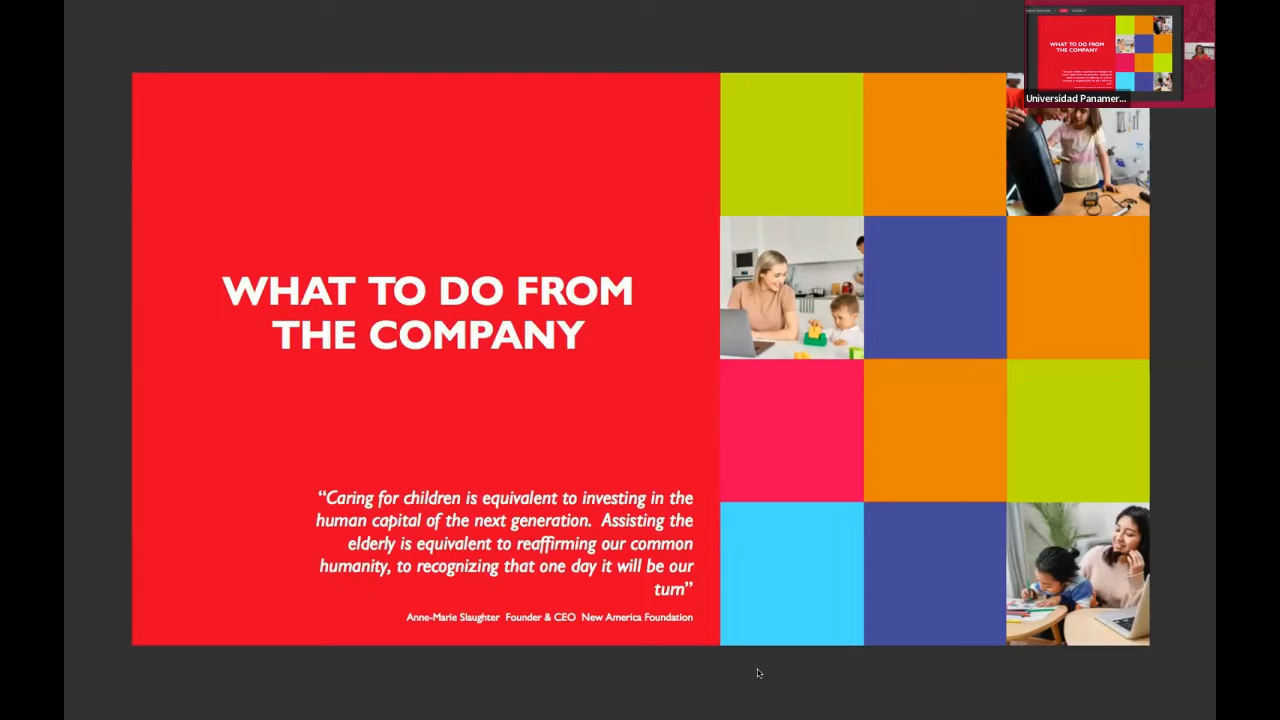 WHAT TO DO FROM
THE COMPANY
“Caring for children is equivalent to investing in the
human capital of the next generation.  Assisting the
elderly is equivalent to reaffirming our common
humanity, to recognizing that one day it will be our
turn”
Anne-Marie Slaughter  Founder & CEO  New America Foundation
WHAT TO DO FROM
THE COMPANY
Universidad Panamer...